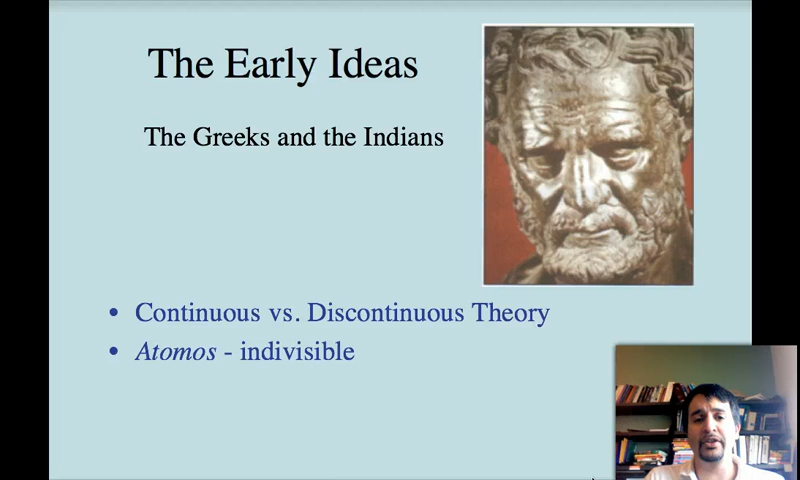 The Early Ideas
The Greeks and the Indians
• Continuous vs. Discontinuous Theory
• Atomos - indivisible